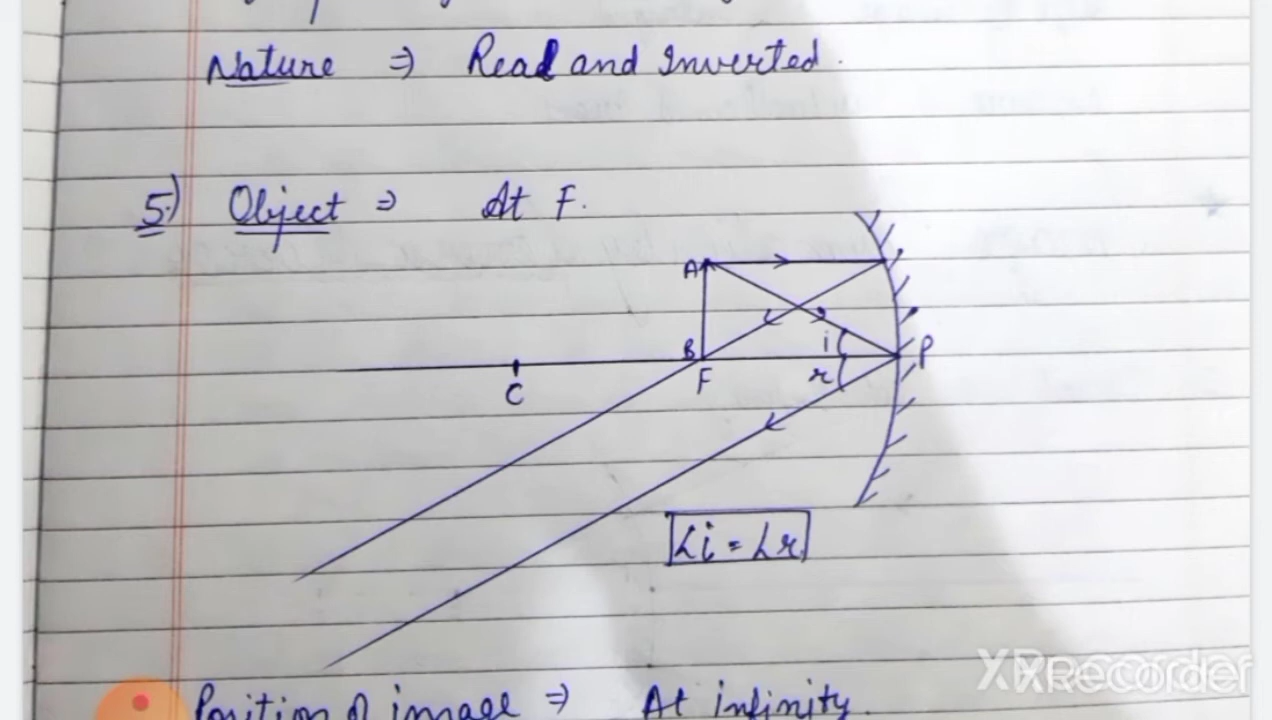 Nature ⇒ Real and Inverted.
5.) Object ⇒ At F.
A
B
i
P
C
F
r
∠i = ∠r
Position of image ⇒ At infinity.
XRecorder